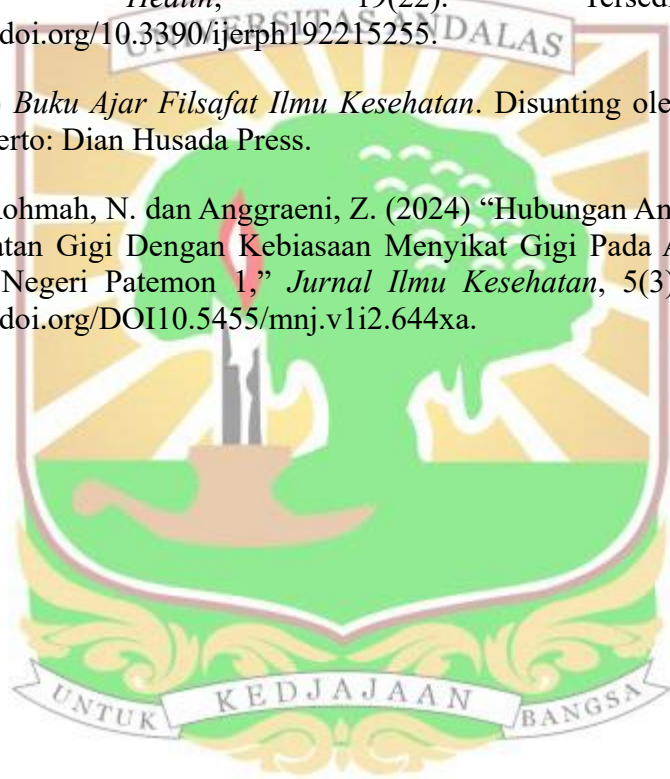 Health, 19(22). Tersedi
doi.org/10.3390/ijerph192215255.
UNIVERSITAS ANDALAS
Buku Ajar Filsafat Ilmu Kesehatan. Disunting ole
erto: Dian Husada Press.
ohmah, N. dan Anggraeni, Z. (2024) “Hubungan An
atan Gigi Dengan Kebiasaan Menyikat Gigi Pada A
Negeri Patemon 1,” Jurnal Ilmu Kesehatan, 5(3)
doi.org/DOI10.5455/mnj.v1i2.644xa.
UNTUK KEDJAJAAN BANGSA